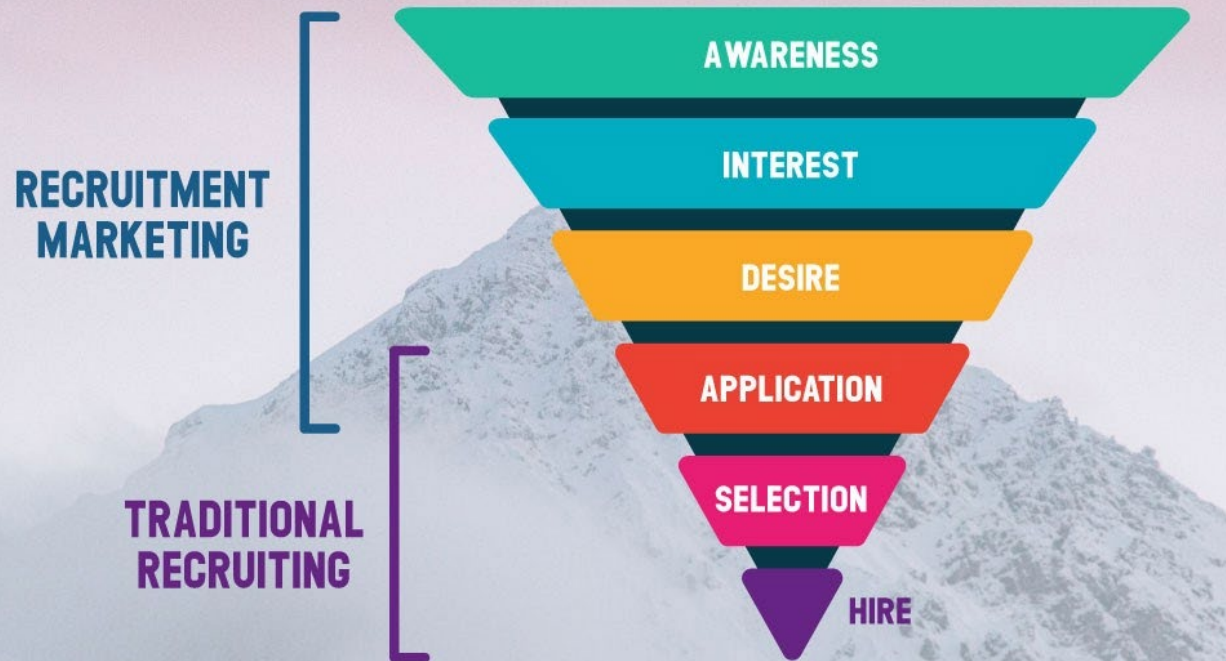 AWARENESS
INTEREST
RECRUITMENT
MARKETING
DESIRE
APPLICATION
SELECTION
TRADITIONAL
RECRUITING
HIRE